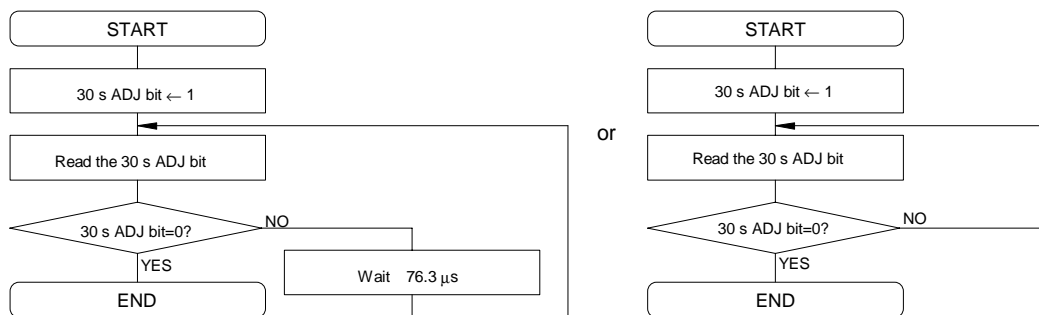 START
30 s ADJ bit ← 1
Read the 30 s ADJ bit
30 s ADJ bit=0?
NO
YES
Wait 76.3 μs
END
or
START
30 s ADJ bit ← 1
Read the 30 s ADJ bit
30 s ADJ bit=0?
NO
YES
END